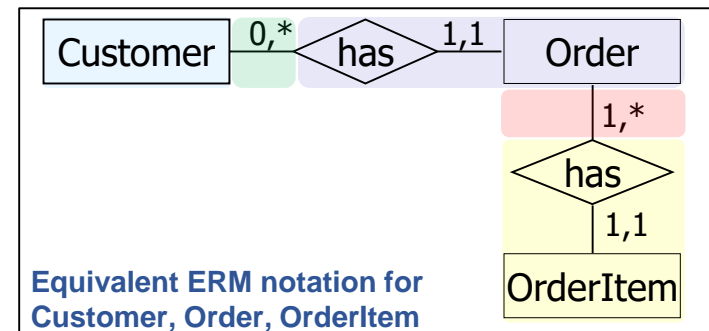 Customer 0,* has 1,1 Order
1,*
has
1,1
OrderItem
Equivalent ERM notation for
Customer, Order, OrderItem